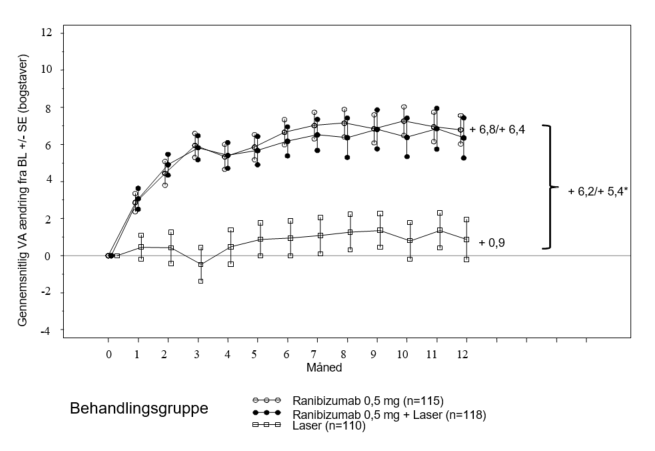 Gennemsnitlig VA ændring fra BL +/- SE (bogstaver)
12
10
8
6
4
2
0
-2
-4
+ 6,8/+ 6,4
+ 6,2/+ 5,4*
+ 0,9
0 1 2 3 4 5 6 7 8 9 10 11 12
Måned
Behandlingsgruppe
Ranibizumab 0,5 mg (n=115)
Ranibizumab 0,5 mg + Laser (n=118)
Laser (n=110)